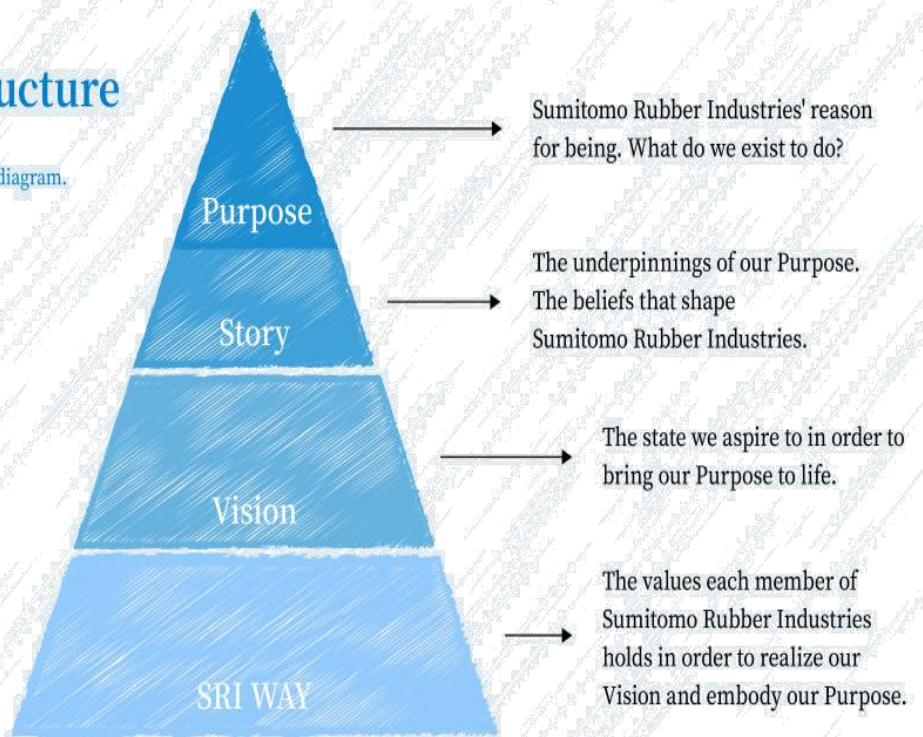 ucture
diagram.
Purpose
Sumitomo Rubber Industries' reason
for being. What do we exist to do?
Story
The underpinnings of our Purpose.
The beliefs that shape
Sumitomo Rubber Industries.
Vision
The state we aspire to in order to
bring our Purpose to life.
SRI WAY
The values each member of
Sumitomo Rubber Industries
holds in order to realize our
Vision and embody our Purpose.